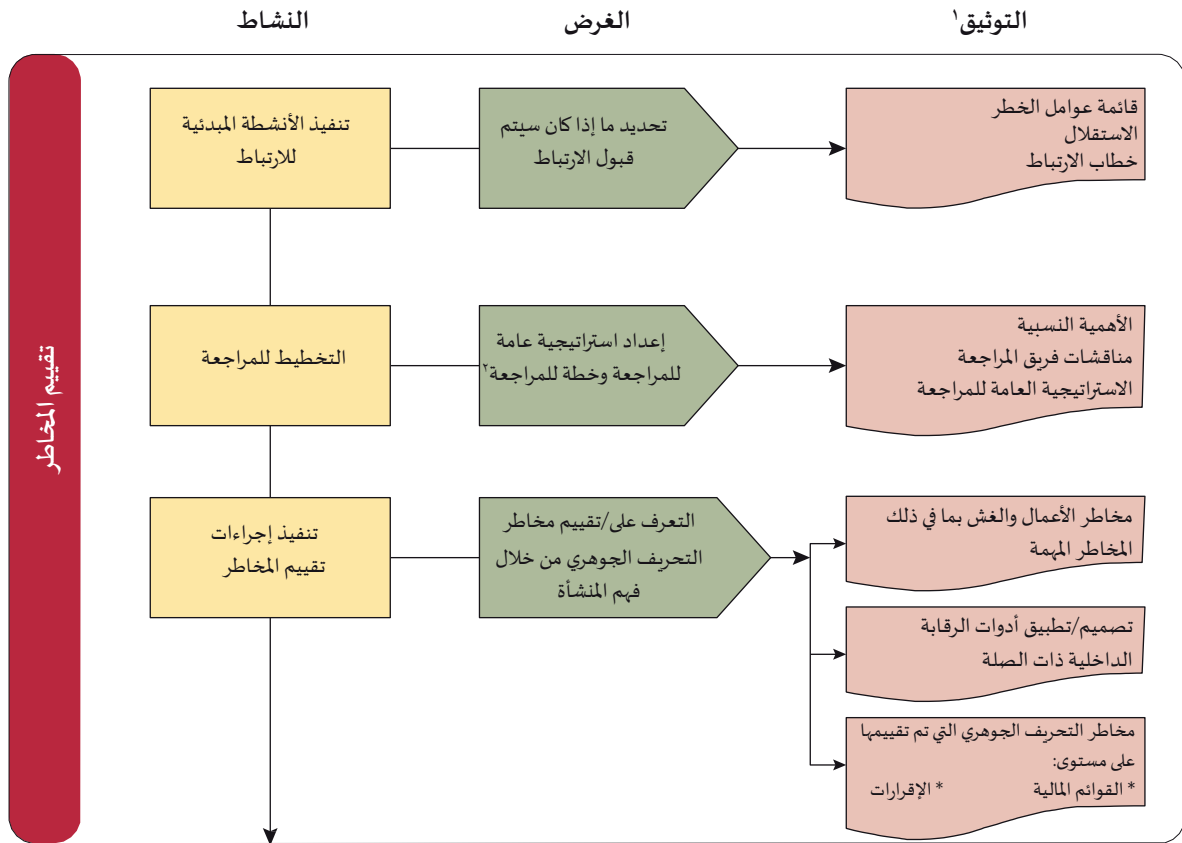 النشاط
الغرض
التوثيق١
تقييم المخاطر
تنفيذ الأنشطة المبدئية
للارتباط
تحديد ما إذا كان سيتم
قبول الارتباط
قائمة عوامل الخطر
الاستقلال
خطاب الارتباط
التخطيط للمراجعة
إعداد استراتيجية عامة
للمراجعة وخطة للمراجعة٢
الأهمية النسبية
مناقشات فريق المراجعة
الاستراتيجية العامة للمراجعة
تنفيذ إجراءات
تقييم المخاطر
التعرف على/تقييم مخاطر
التحريف الجوهري من خلال
فهم المنشأة
مخاطر الأعمال والغش بما في ذلك
المخاطر المهمة
تصميم/تطبيق أدوات الرقابة
الداخلية ذات الصلة
مخاطر التحريف الجوهري التي تم تقييمها
على مستوى:
* القوائم المالية * الإقرارات